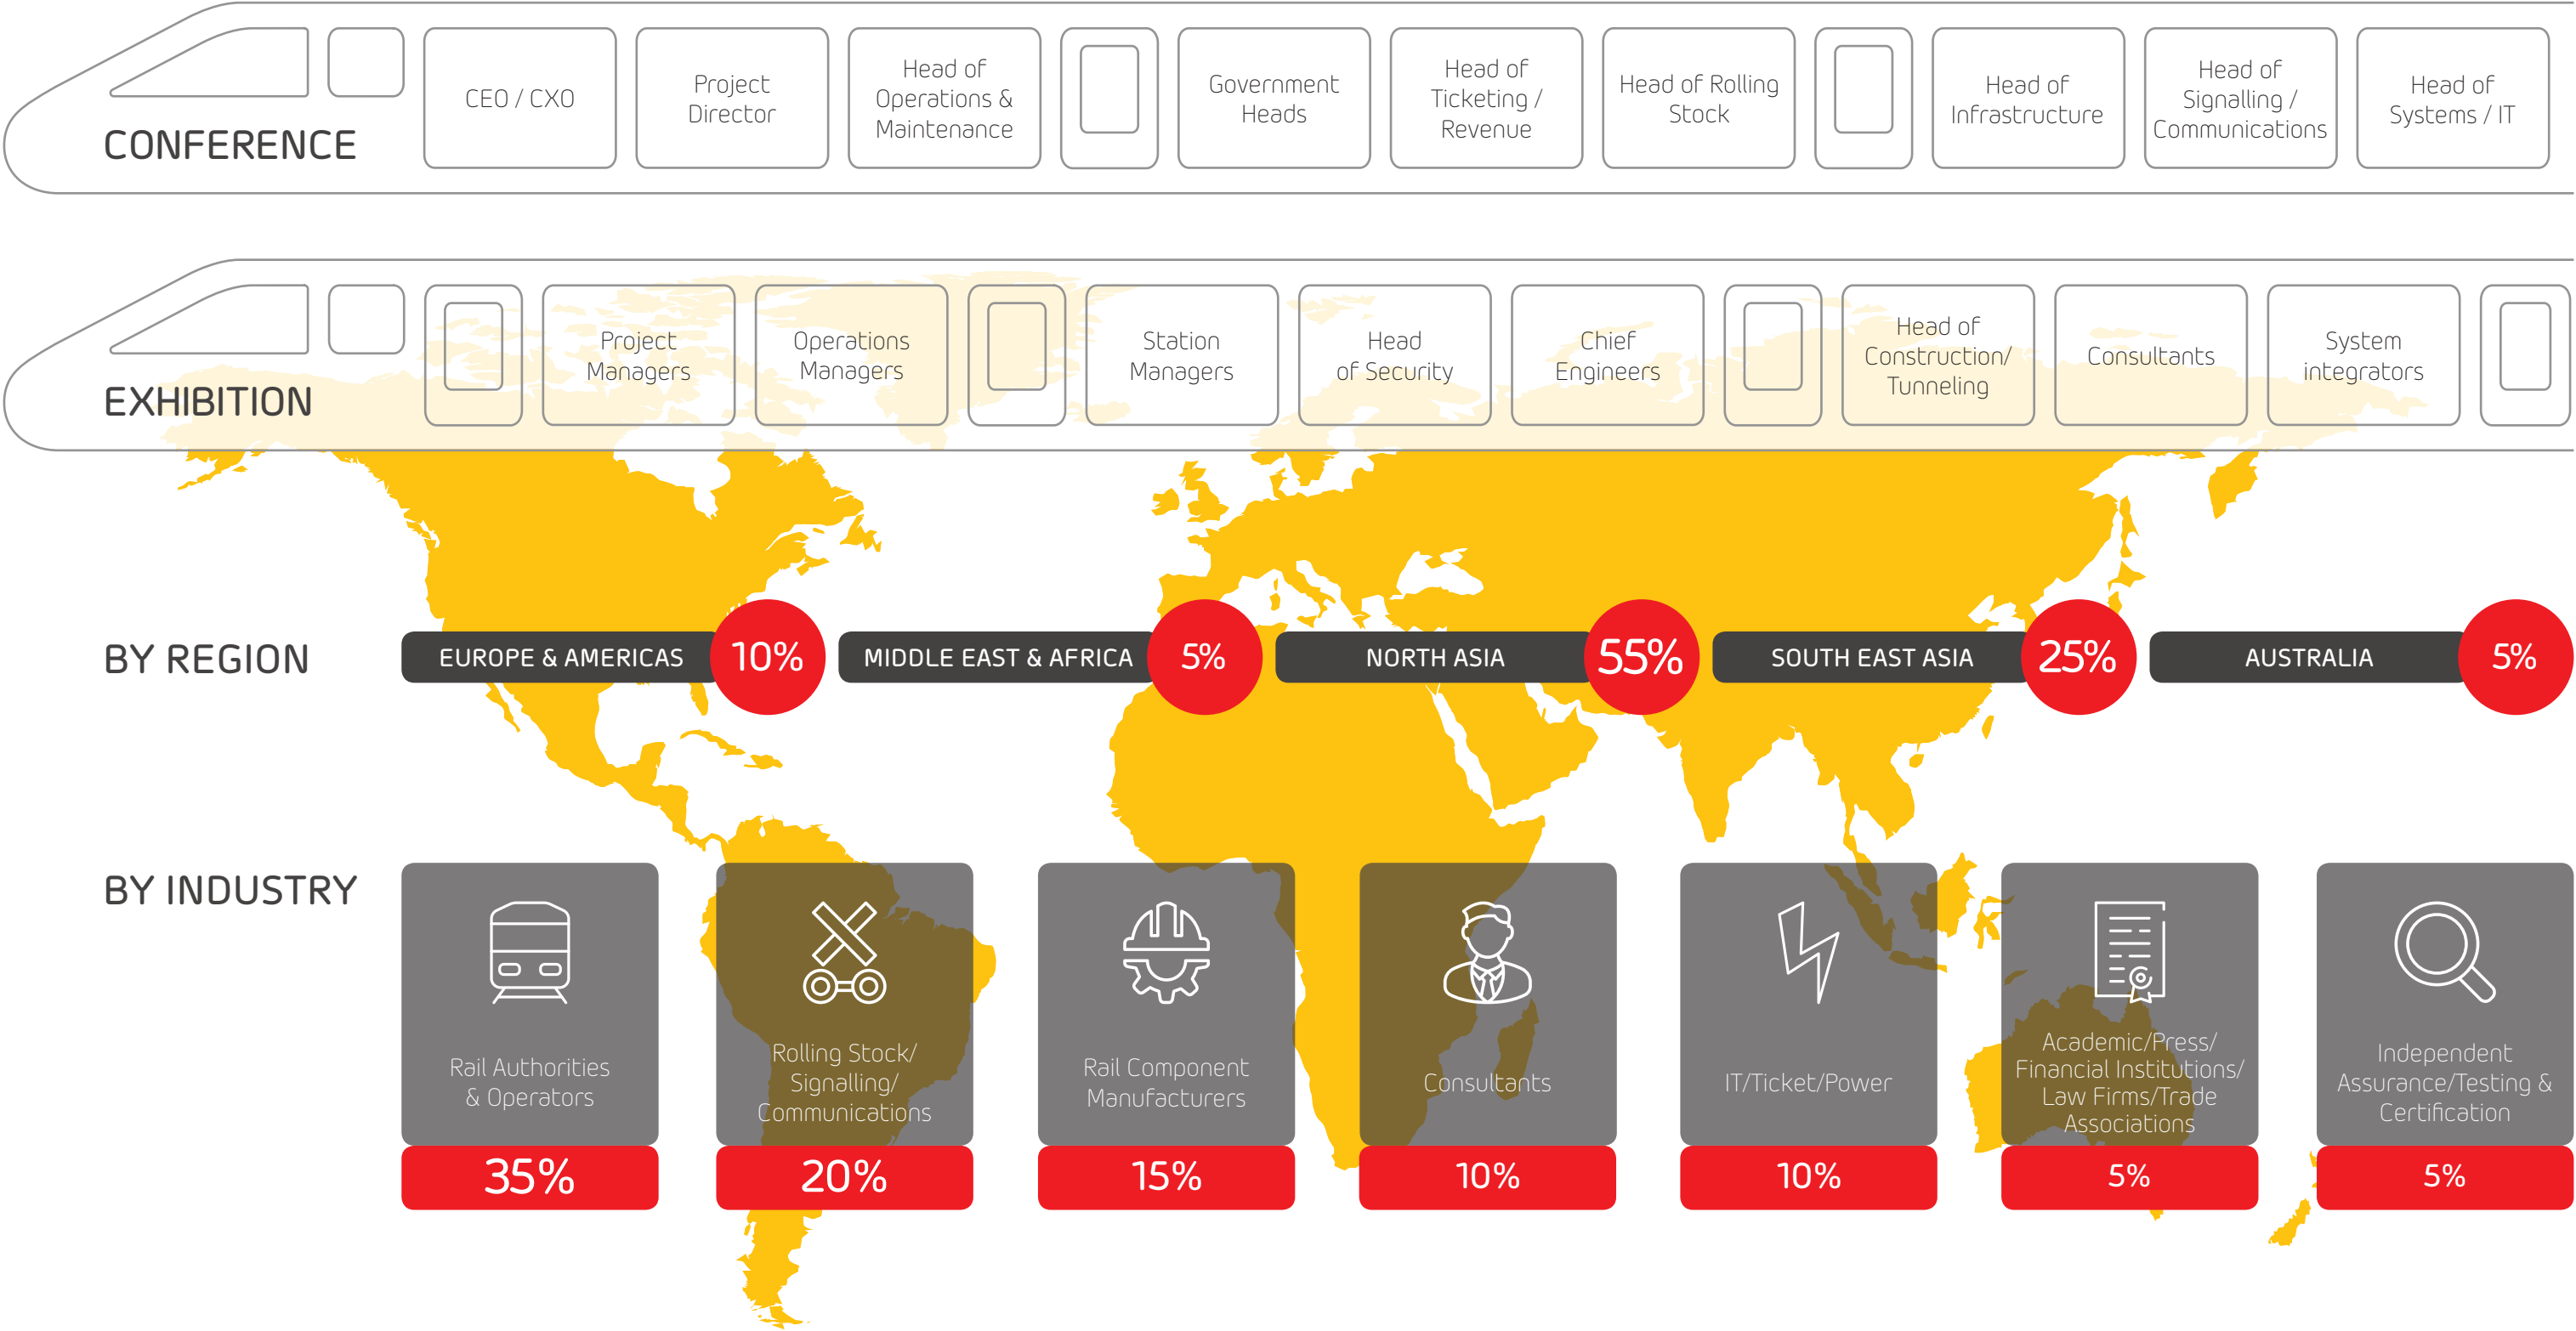 CONFERENCE
CEO / CXO
Project
Director
Head of
Operations &
Maintenance
Government
Heads
Head of
Ticketing /
Revenue
Head of Rolling
Stock
Head of
Infrastructure
Head of
Signalling /
Communications
Head of
Systems / IT
EXHIBITION
Project
Managers
Operations
Managers
Station
Managers
Head
of Security
Chief
Engineers
Head of
Construction/
Tunneling
Consultants
System
integrators
BY REGION
EUROPE & AMERICAS
10%
MIDDLE EAST & AFRICA
5%
NORTH ASIA
55%
SOUTH EAST ASIA
25%
AUSTRALIA
5%
BY INDUSTRY
Rail Authorities
& Operators
35%
Rolling Stock/
Signalling/
Communications
20%
Rail Component
Manufacturers
15%
Consultants
10%
IT/Ticket/Power
10%
Academic/Press/
Financial Institutions/
Law Firms/Trade
Associations
5%
Independent
Assurance/Testing &
Certification
5%